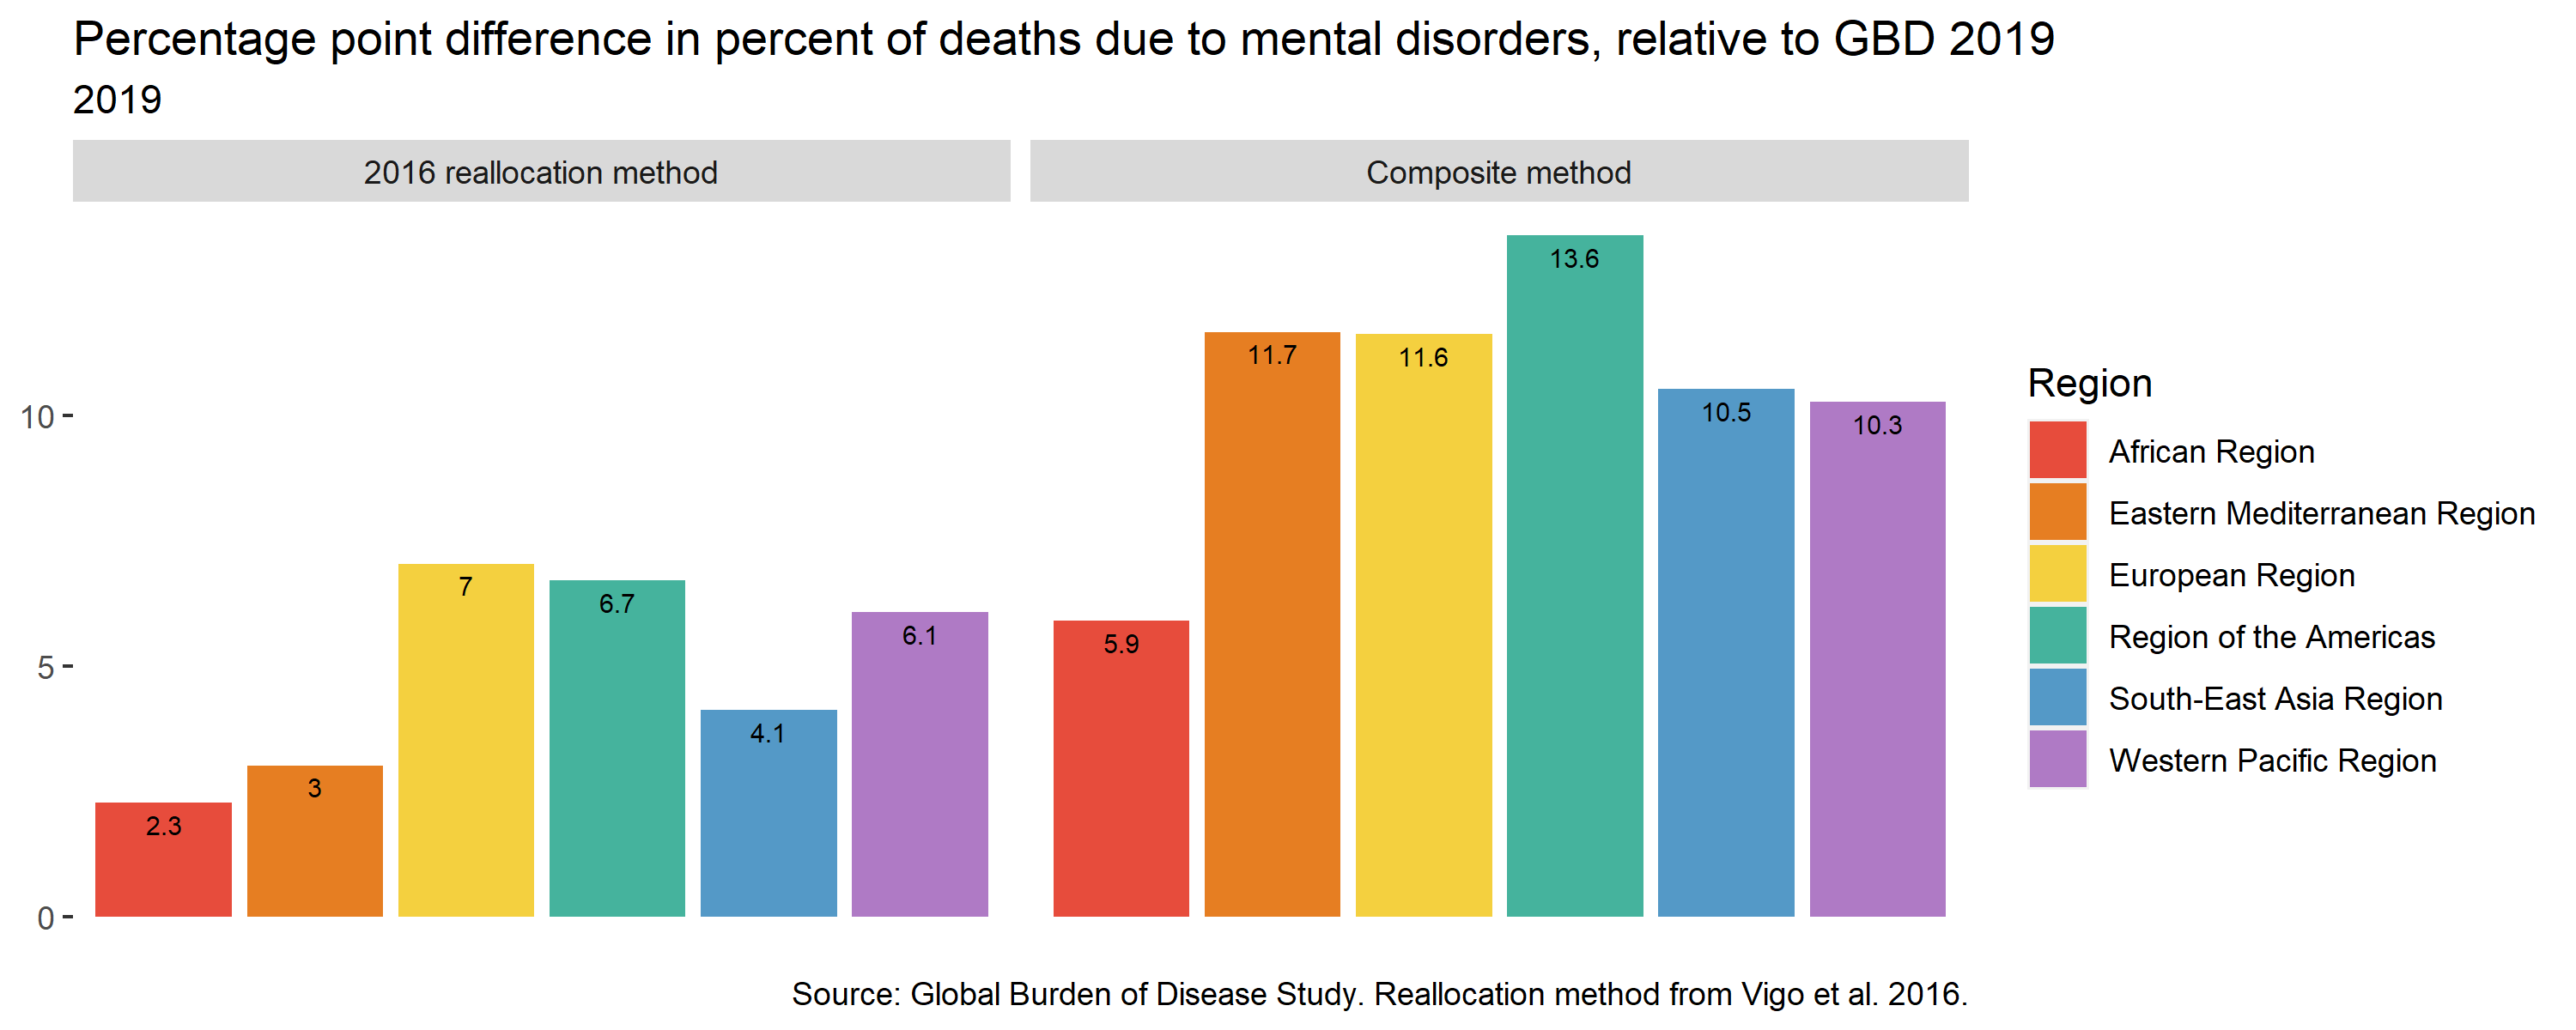 Percentage point difference in percent of deaths due to mental disorders, relative to GBD 2019
2019
2016 reallocation method
Composite method
10
5
0
2.3
3
7
6.7
4.1
6.1
5.9
11.7
11.6
13.6
10.5
10.3
Region
African Region
Eastern Mediterranean Region
European Region
Region of the Americas
South-East Asia Region
Western Pacific Region
Source: Global Burden of Disease Study. Reallocation method from Vigo et al. 2016.